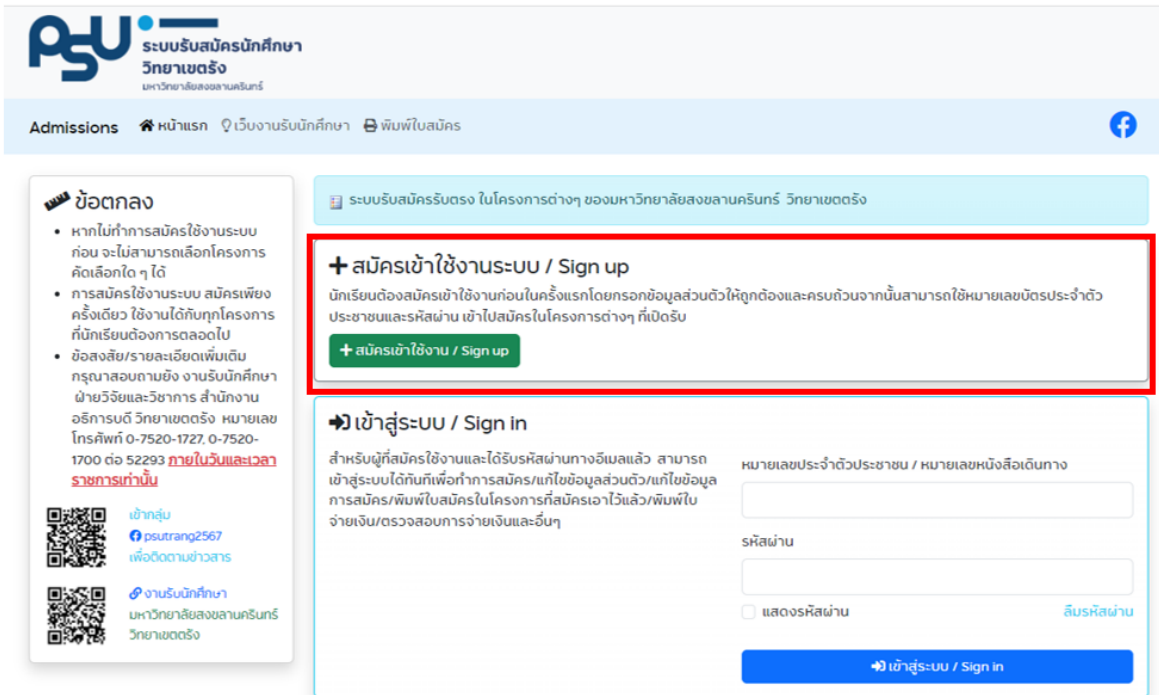 PSU
ระบบรับสมัครนักศึกษา
วิทยาเขตตรัง
มหาวิทยาลัยสงขลานครินทร์
Admissions หน้าแรก เว็บงานรับนักศึกษา พิมพ์ใบสมัคร
ข้อตกลง
หากไม่ทำการสมัครใช้งานระบบ
ก่อน จะไม่สามารถเลือกโครงการ
คัดเลือกใด ๆ ได้
การสมัครใช้งานระบบ สมัครเพียง
ครั้งเดียว ใช้งานได้กับทุกโครงการ
ที่นักเรียนต้องการตลอดไป
ข้อสงสัย/รายละเอียดเพิ่มเติม
กรุณาสอบถามยัง งานรับนักศึกษา
ฝ่ายวิจัยและวิชาการ สำนักงาน
อธิการบดี วิทยาเขตตรัง หมายเลข
โทรศัพท์ 0-7520-1727, 0-7520-
1700 ต่อ 52293 ภายในวันและเวลา
ราชการเท่านั้น
เข้ากลุ่ม
psutrang2567
เพื่อติดตามข่าวสาร
งานรับนักศึกษา
มหาวิทยาลัยสงขลานครินทร์
วิทยาเขตตรัง
ระบบรับสมัครรับตรง ในโครงการต่างๆ ของมหาวิทยาลัยสงขลานครินทร์ วิทยาเขตตรัง
สมัครเข้าใช้งานระบบ / Sign up
นักเรียนต้องสมัครเข้าใช้งานก่อนในครั้งแรกโดยกรอกข้อมูลส่วนตัวให้ถูกต้องและครบถ้วนจากนั้นสามารถใช้หมายเลขบัตรประจำตัว
ประชาชนและรหัสผ่าน เข้าไปสมัครในโครงการต่างๆ ที่เปิดรับ
สมัครเข้าใช้งาน / Sign up
เข้าสู่ระบบ / Sign in
สำหรับผู้ที่สมัครใช้งานและได้รับรหัสผ่านทางอีเมลแล้ว สามารถ
เข้าสู่ระบบได้ทันทีเพื่อทำการสมัคร/แก้ไขข้อมูลส่วนตัว/แก้ไขข้อมูล
การสมัคร/พิมพ์ใบสมัครในโครงการที่สมัครเอาไว้แล้ว/พิมพ์ใบ
จ่ายเงิน/ตรวจสอบการจ่ายเงินและอื่นๆ
หมายเลขประจำตัวประชาชน / หมายเลขหนังสือเดินทาง
รหัสผ่าน
แสดงรหัสผ่าน ลืมรหัสผ่าน
เข้าสู่ระบบ / Sign in